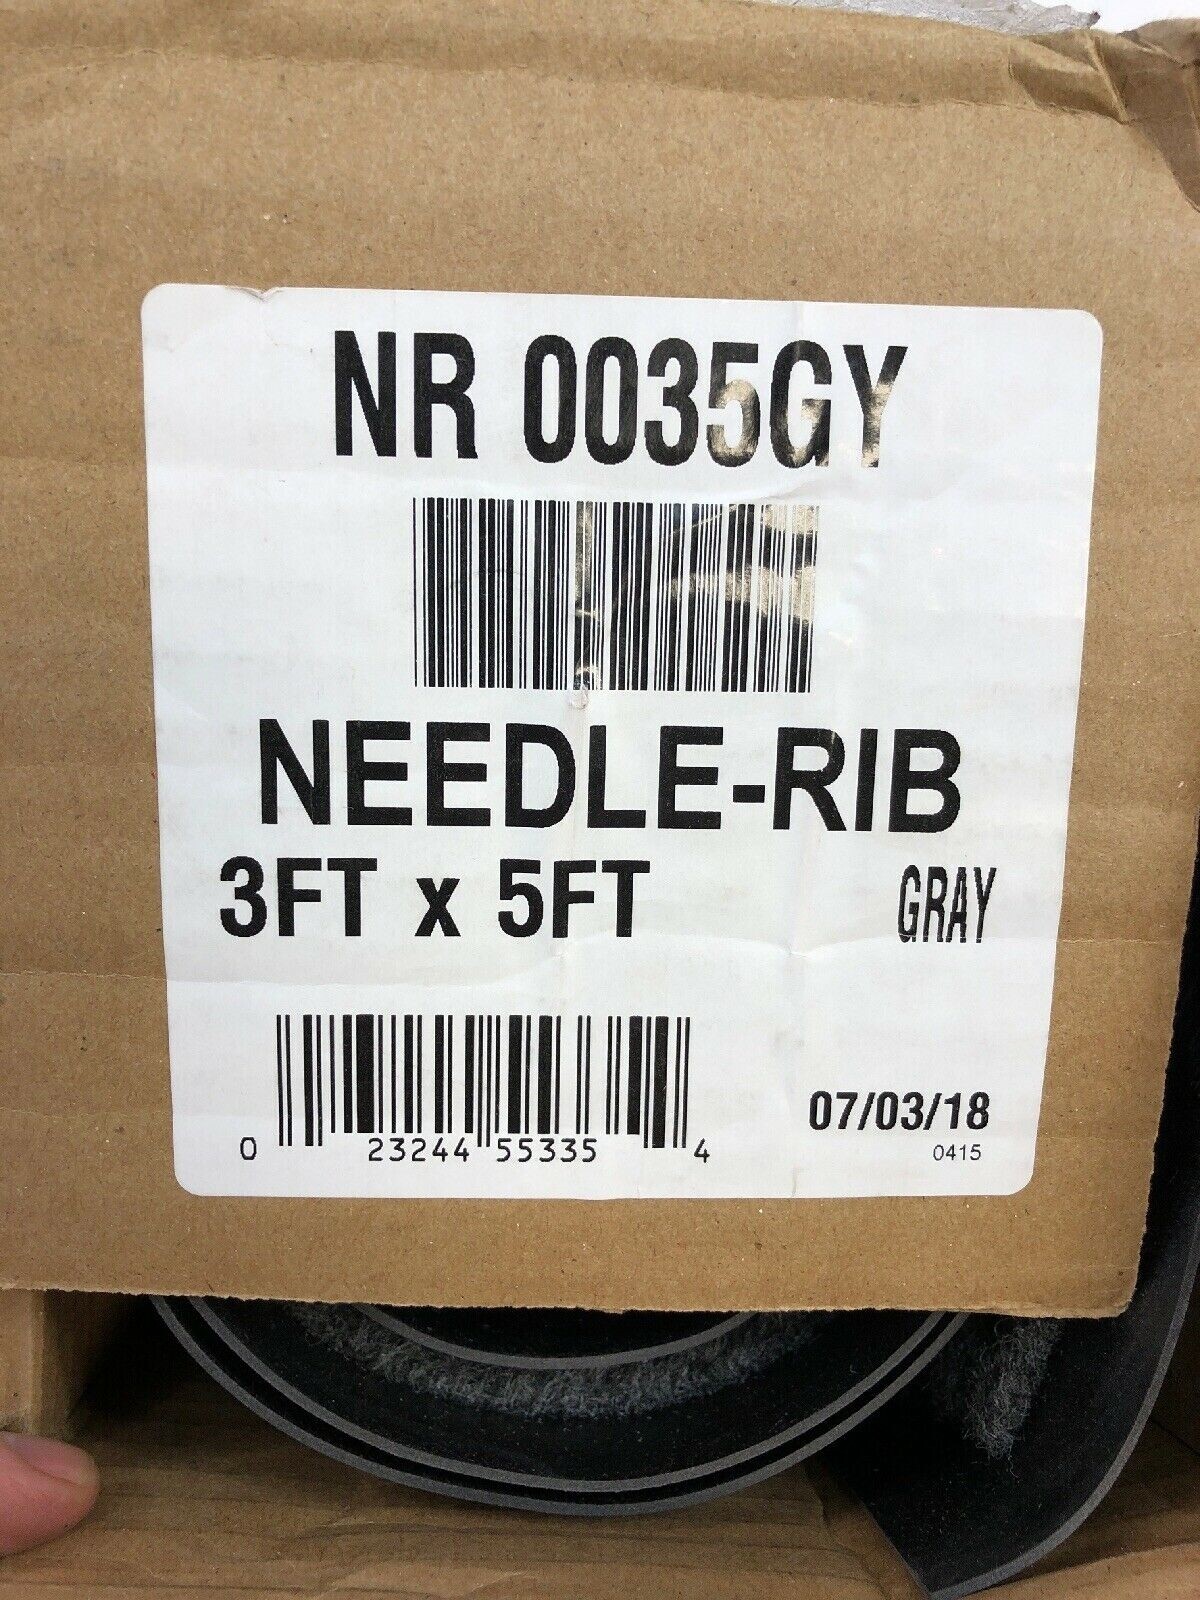 NR 0035GY
NEEDLE-RIB
3FT x 5FT GRAY
0 23244 55335 4
07/03/18
0415